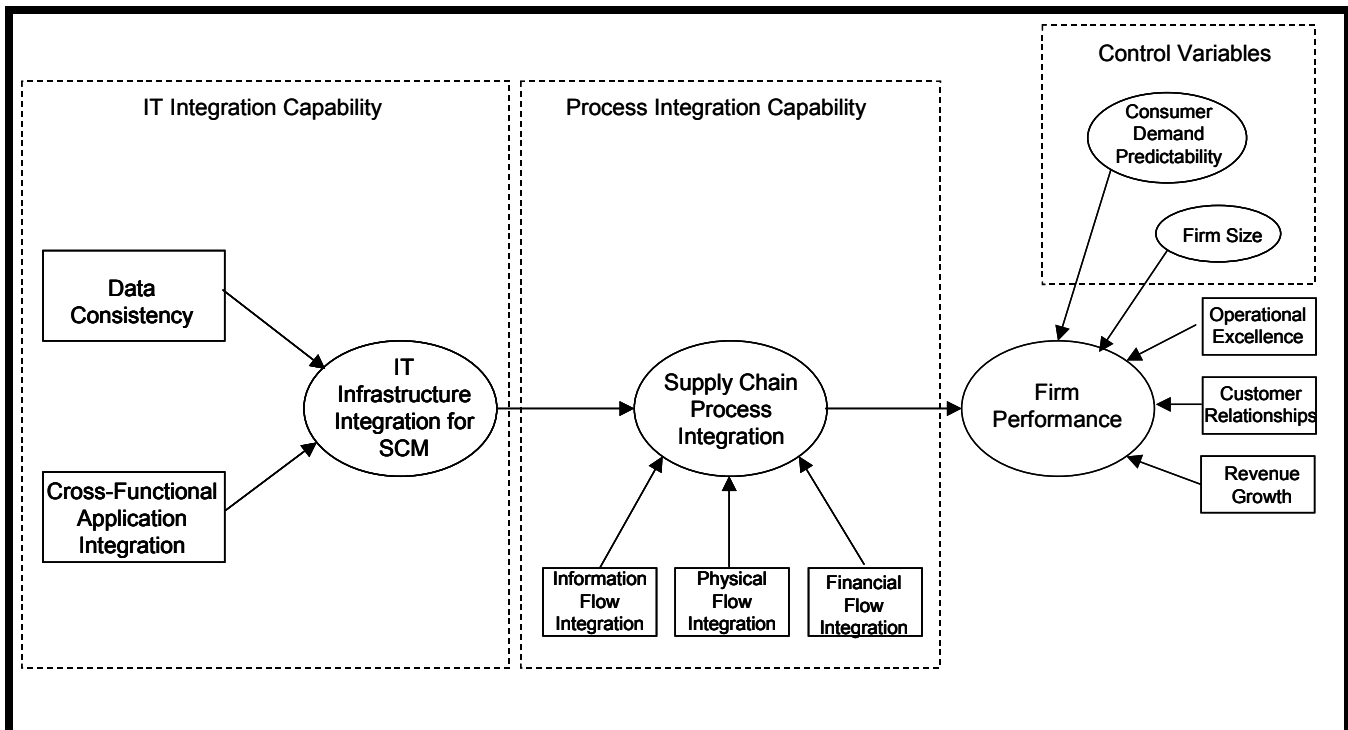 IT Integration Capability
Data
Consistency
Cross-Functional
Application
Integration
IT
Infrastructure
Integration for
SCM
Process Integration Capability
Supply Chain
Process
Integration
Information
Flow
Integration
Physical
Flow
Integration
Financial
Flow
Integration
Control Variables
Consumer
Demand
Predictability
Firm Size
Firm
Performance
Operational
Excellence
Customer
Relationships
Revenue
Growth